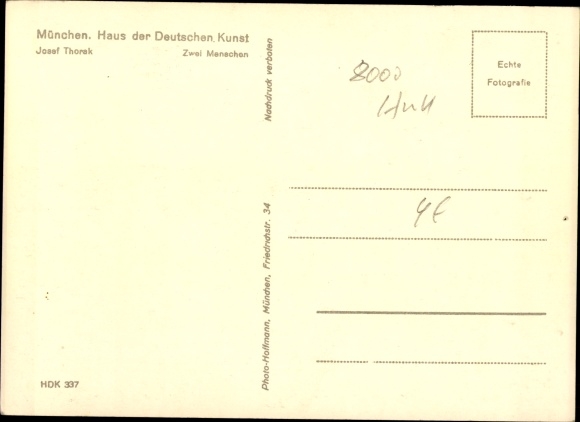 München. Haus der Deutschen Kunst
Josef Thorak Zwei Menschen
HDK 337
Nachdruck verboten
Photo-Hoffmann, München, Friedrichstr. 34
8000
4€
Echte
Fotografie